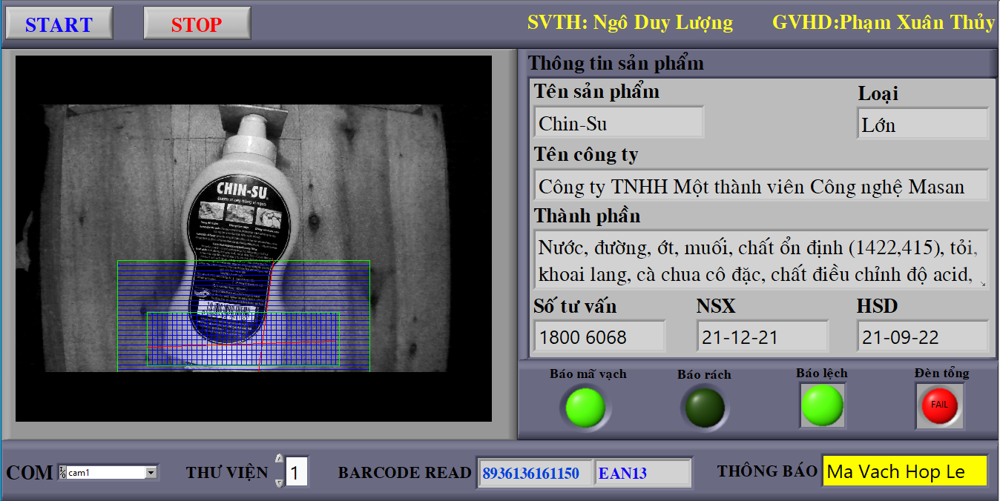 START
STOP
SVTH: Ngô Duy Lượng
GVHD:Phạm Xuân Thủy
CHIN-SU
Thông tin sản phẩm
Tên sản phẩm
Loại
Chin-Su
Lớn
Tên công ty
Công ty TNHH Một thành viên Công nghệ Masan
Thành phần
Nước, đường, ớt, muối, chất ổn định (1422,415), tỏi,
khoai lang, cà chua cô đặc, chất điều chỉnh độ acid,
Số tư vấn
NSX
HSD
1800 6068
21-12-21
21-09-22
Báo mã vạch
Báo rách
Báo lệch
Đèn tổng
FAIL
COM
cam1
THƯ VIỆN
1
BARCODE READ
8936136161150
EAN13
THÔNG BÁO
Ma Vach Hop Le